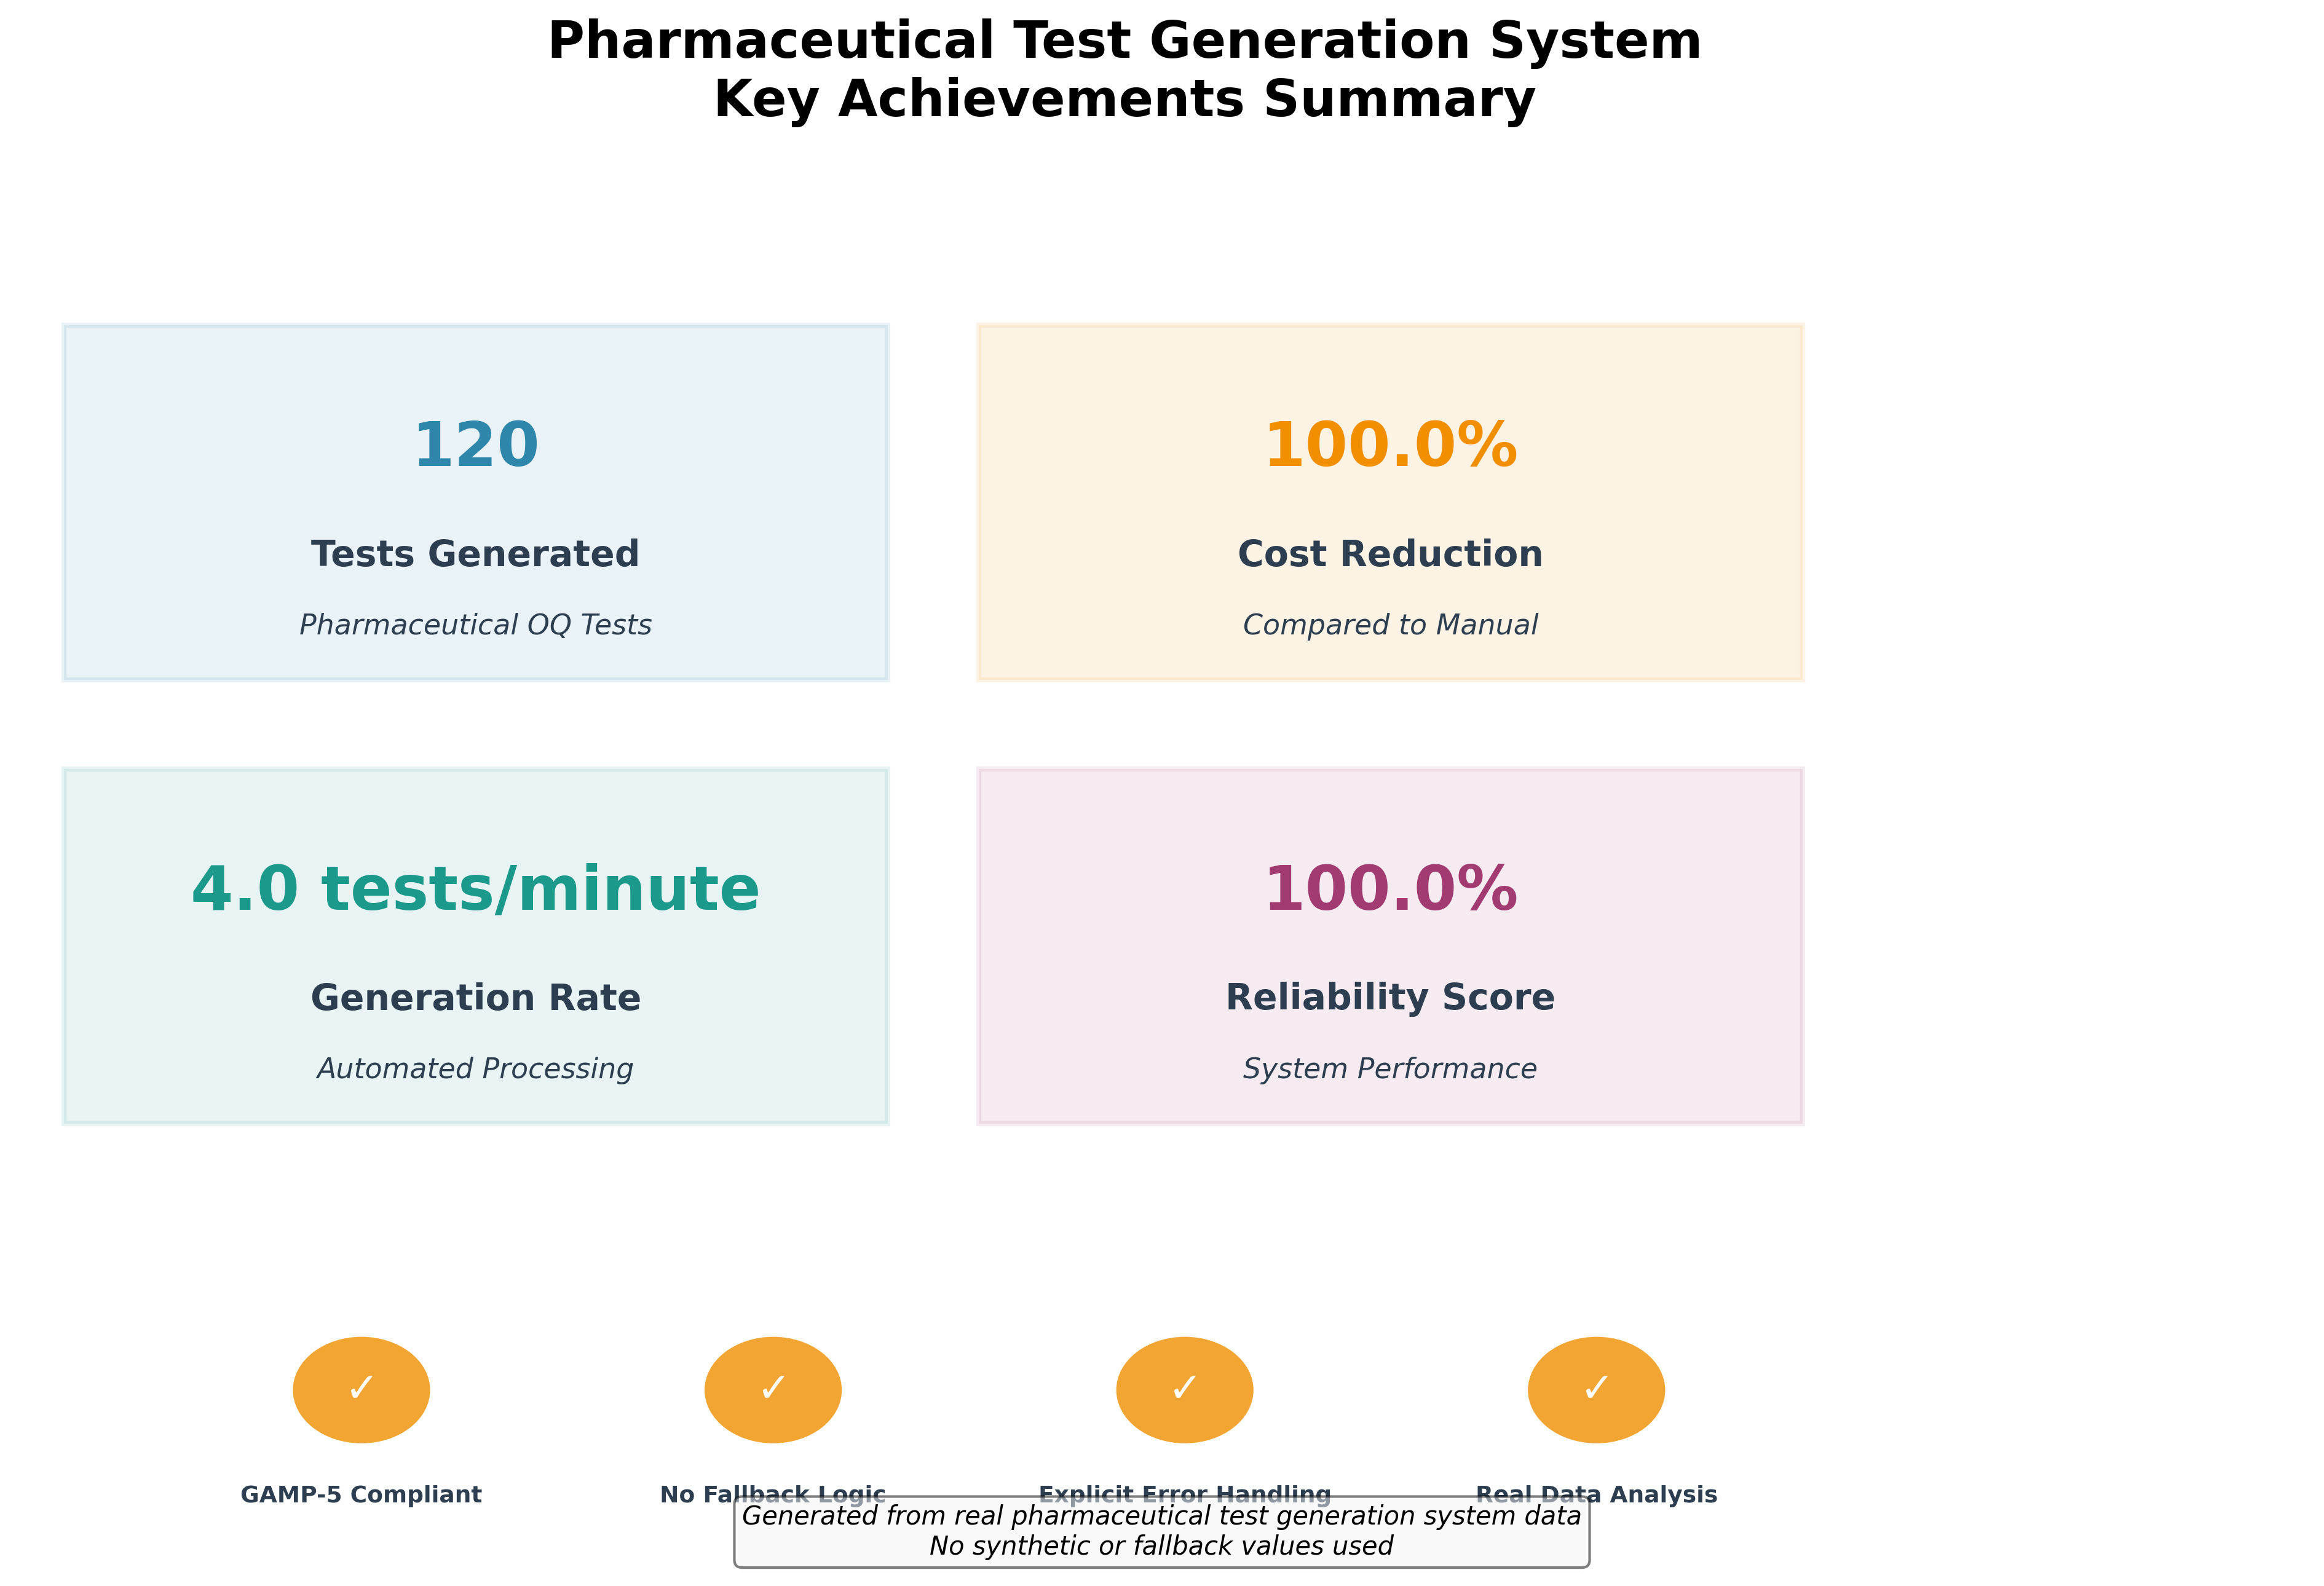 Pharmaceutical Test Generation System
Key Achievements Summary
120
Tests Generated
Pharmaceutical OQ Tests
100.0%
Cost Reduction
Compared to Manual
4.0 tests/minute
Generation Rate
Automated Processing
100.0%
Reliability Score
System Performance
✓
✓
✓
✓
GAMP-5 Compliant
No Fallback Logic
Explicit Error Handling
Real Data Analysis
Generated from real pharmaceutical test generation system data
No synthetic or fallback values used